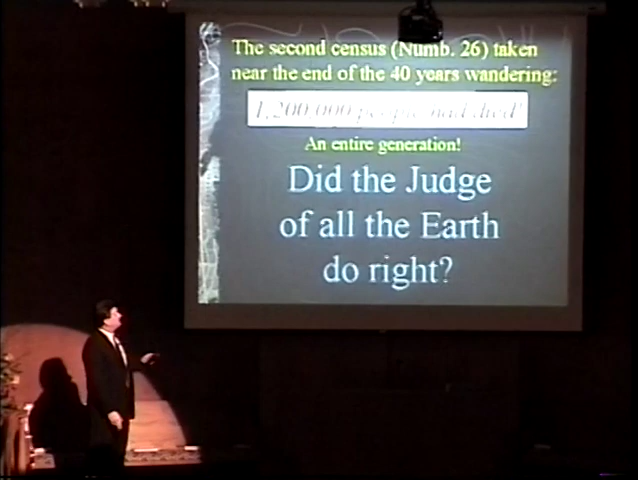 The second census (Numb. 26) taken
near the end of the 40 years wandering:
1,200,000 people had died!
An entire generation!
Did the Judge
of all the Earth
do right?